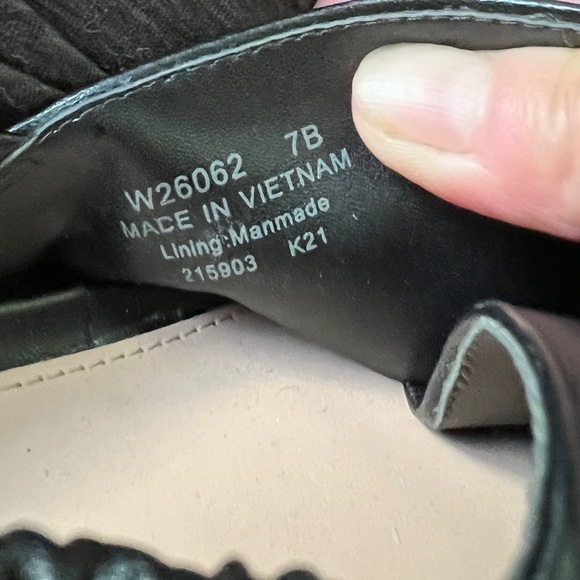 W26062 7B
MADE IN VIETNAM
Lining:Manmade
215903 K21